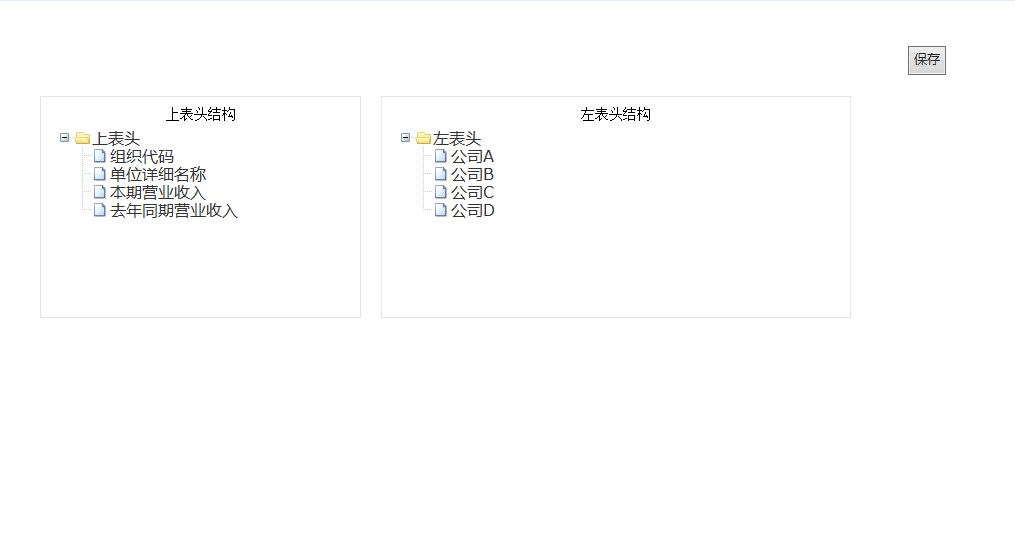 保存
上表头结构
上表头
组织代码
单位详细名称
本期营业收入
去年同期营业收入
左表头结构
左表头
公司A
公司B
公司C
公司D